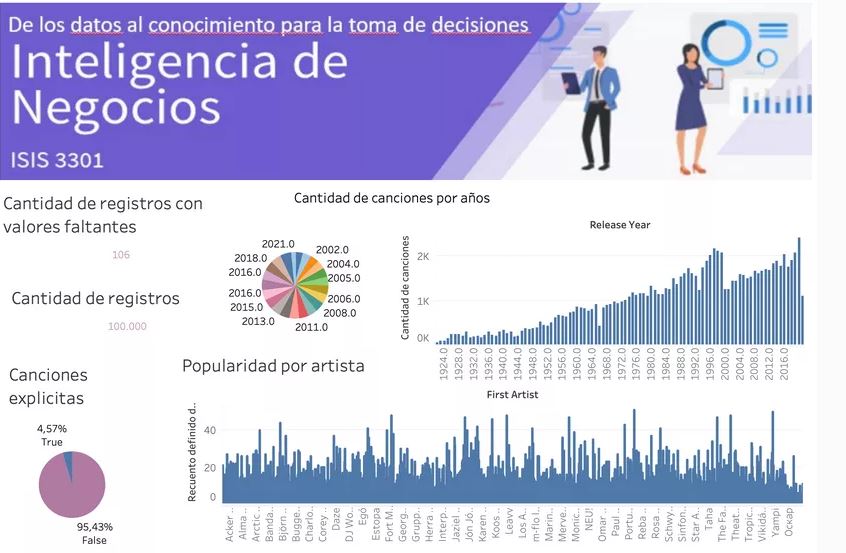 De los datos al conocimiento para la toma de decisiones
Inteligencia de
Negocios
ISIS 3301
Cantidad de registros con
valores faltantes
106
Cantidad de registros
100.000
Canciones
explicitas
4,57%
True
95,43%
False
Cantidad de canciones por años
2021.0
2002.0
2018.0
2004.0
2016.0
2005.0
2016.0
2006.0
2015.0
2008.0
2013.0
2011.0
Release Year
Cantidad de canciones
2K
1K
0K
1924.0 1928.0 1932.0 1936.0 1940.0 1944.0 1948.0 1952.0 1956.0 1960.0 1964.0 1968.0 1972.0 1976.0 1980.0 1984.0 1988.0 1992.0 1996.0 2000.0 2004.0 2008.0 2012.0 2016.0
Popularidad por artista
First Artist
Recuento definido d..
40
20
0
Acker .. Alma .. Arctic .. Banda.. Björn .. Bugge.. Charlo.. Corey .. Daze DJ Wo.. Egó Estopa Fort M.. Georg.. Grupp.. Herra .. Interp.. Jaziel .. Jón Jó.. Karen .. Koos .. Leavv Los A.. m-flo l.. Marin.. Merve.. Monic.. NEU! Omar .. Paul .. Portu.. Reba .. Rosa .. Schwy.. Sinfon.. Star A.. Taha The Fa.. Theat.. Tropic.. Vikidá.. Yampi Оскар